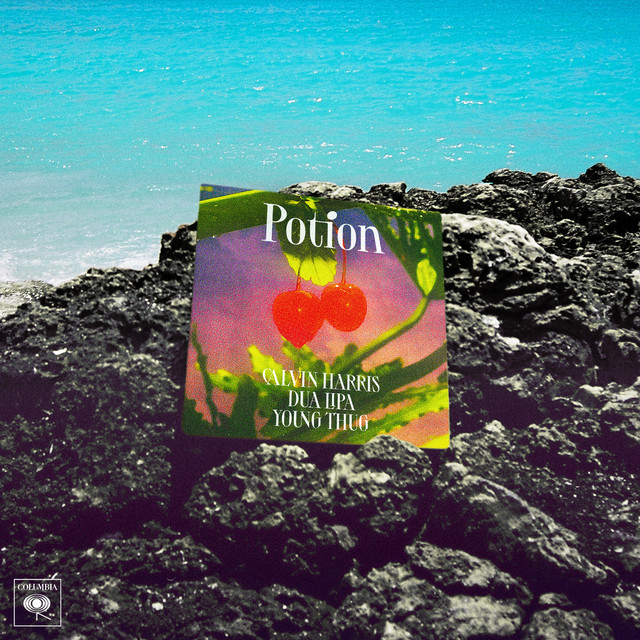 Potion
CALVIN HARRIS
DUA LIPA
YOUNG THUG
COLUMBIA